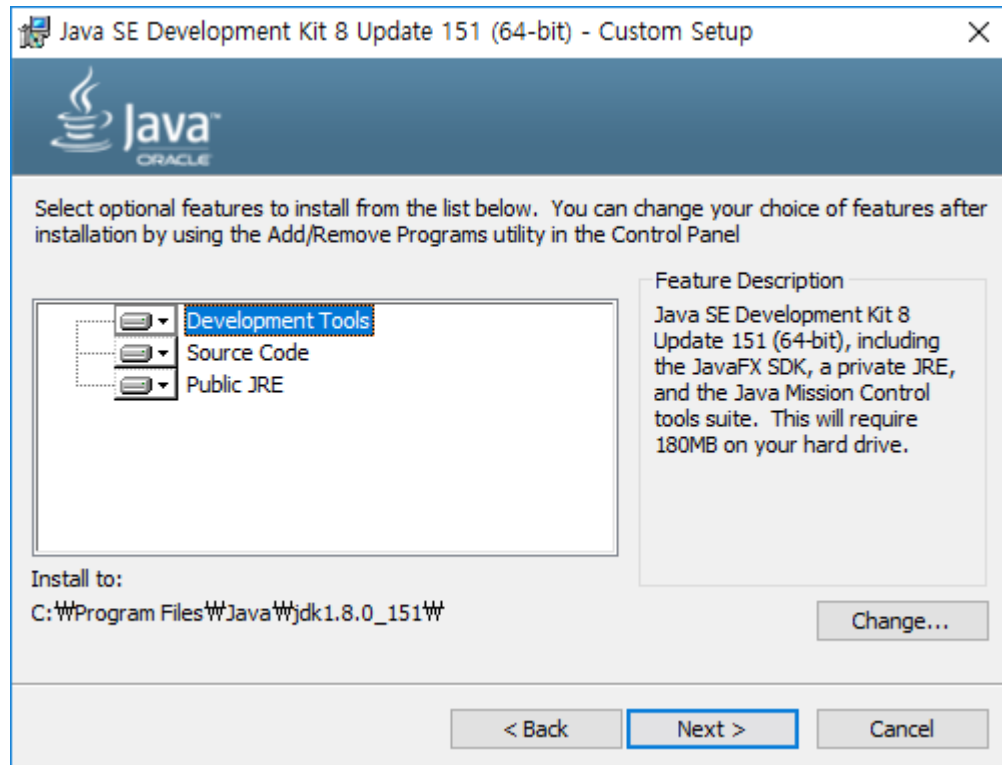 Java SE Development Kit 8 Update 151 (64-bit) - Custom Setup
Java™
ORACLE
Select optional features to install from the list below.  You can change your choice of features after
installation by using the Add/Remove Programs utility in the Control Panel
Development Tools
Source Code
Public JRE
Feature Description
Java SE Development Kit 8
Update 151 (64-bit), including
the JavaFX SDK, a private JRE,
and the Java Mission Control
tools suite.  This will require
180MB on your hard drive.
Install to:
C:₩Program Files₩Java₩jdk1.8.0_151₩
Change...
< Back
Next >
Cancel